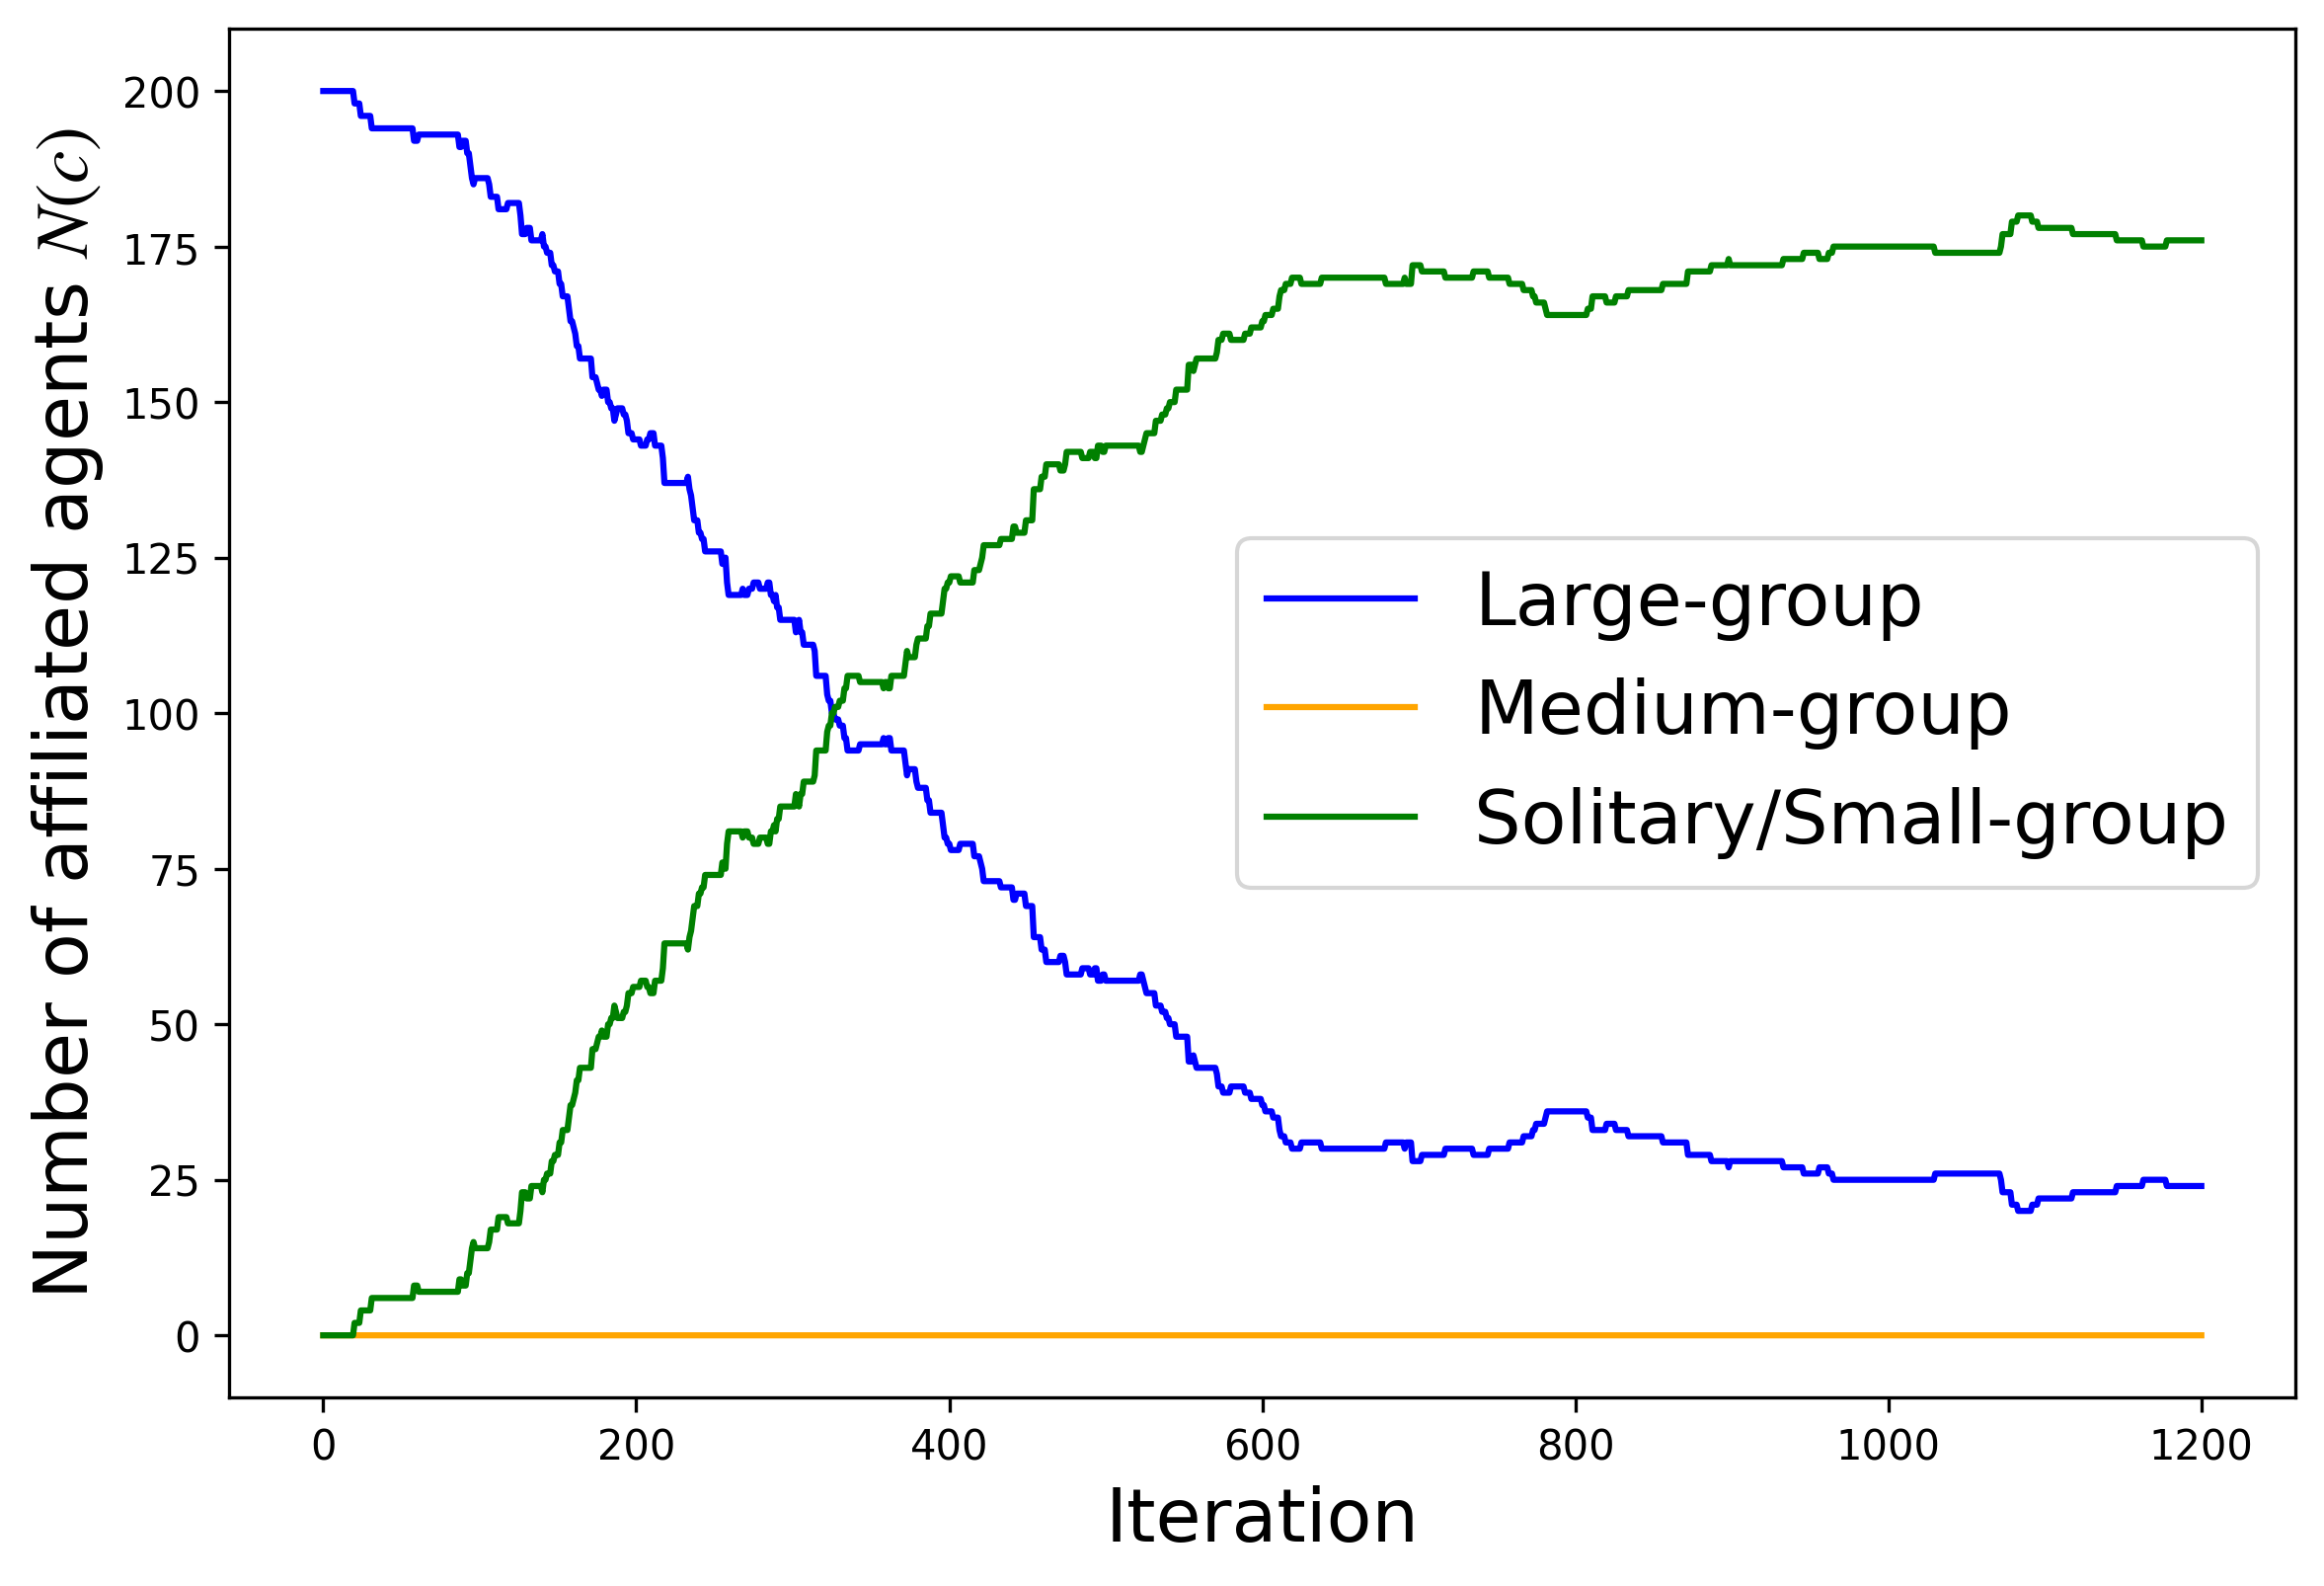 Number of affiliated agents N(c)
200
175
150
125
100
75
50
25
0
Large-group
Medium-group
Solitary/Small-group
0 200 400 600 800 1000 1200
Iteration